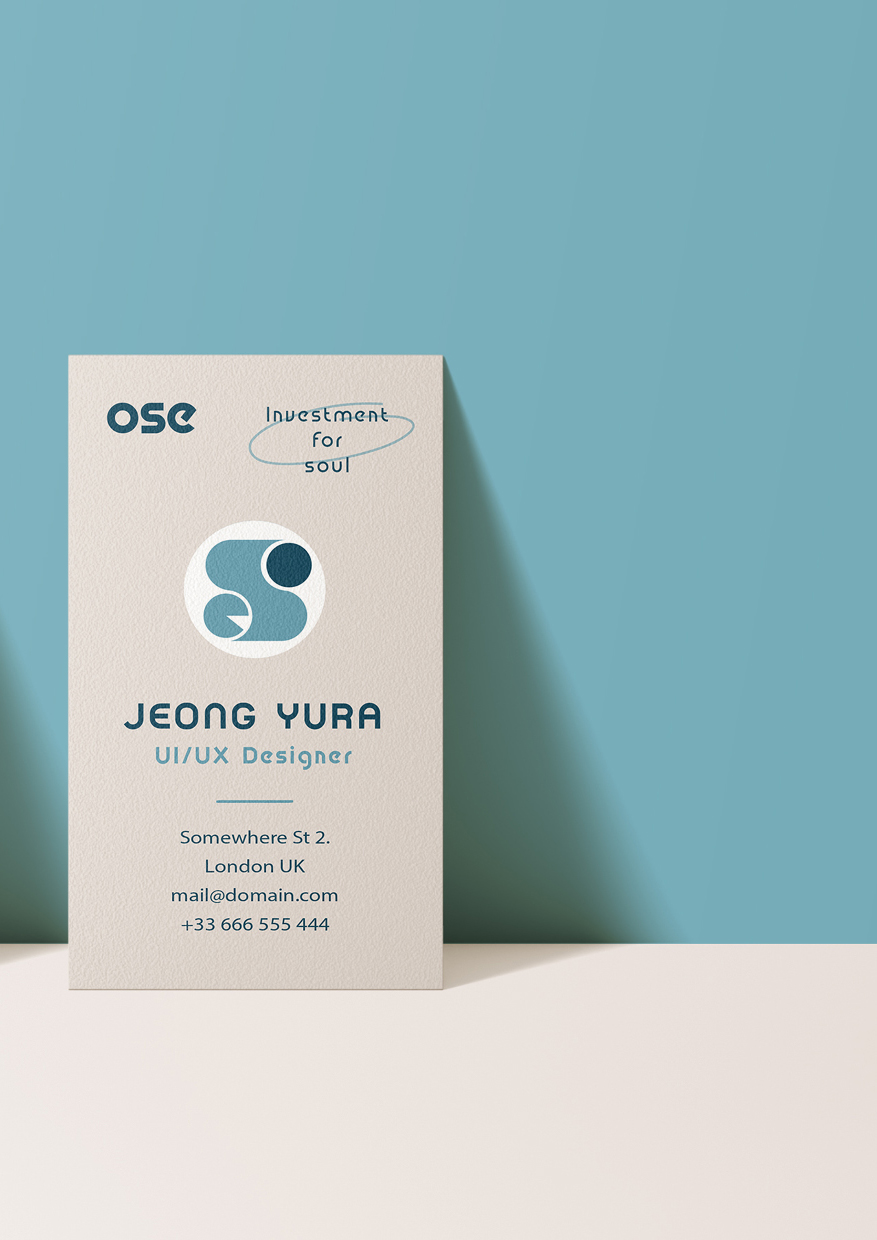 ose
Investment
for
soul
JEONG YURA
UI/UX Designer
Somewhere St 2.
London UK
mail@domain.com
+33 666 555 444